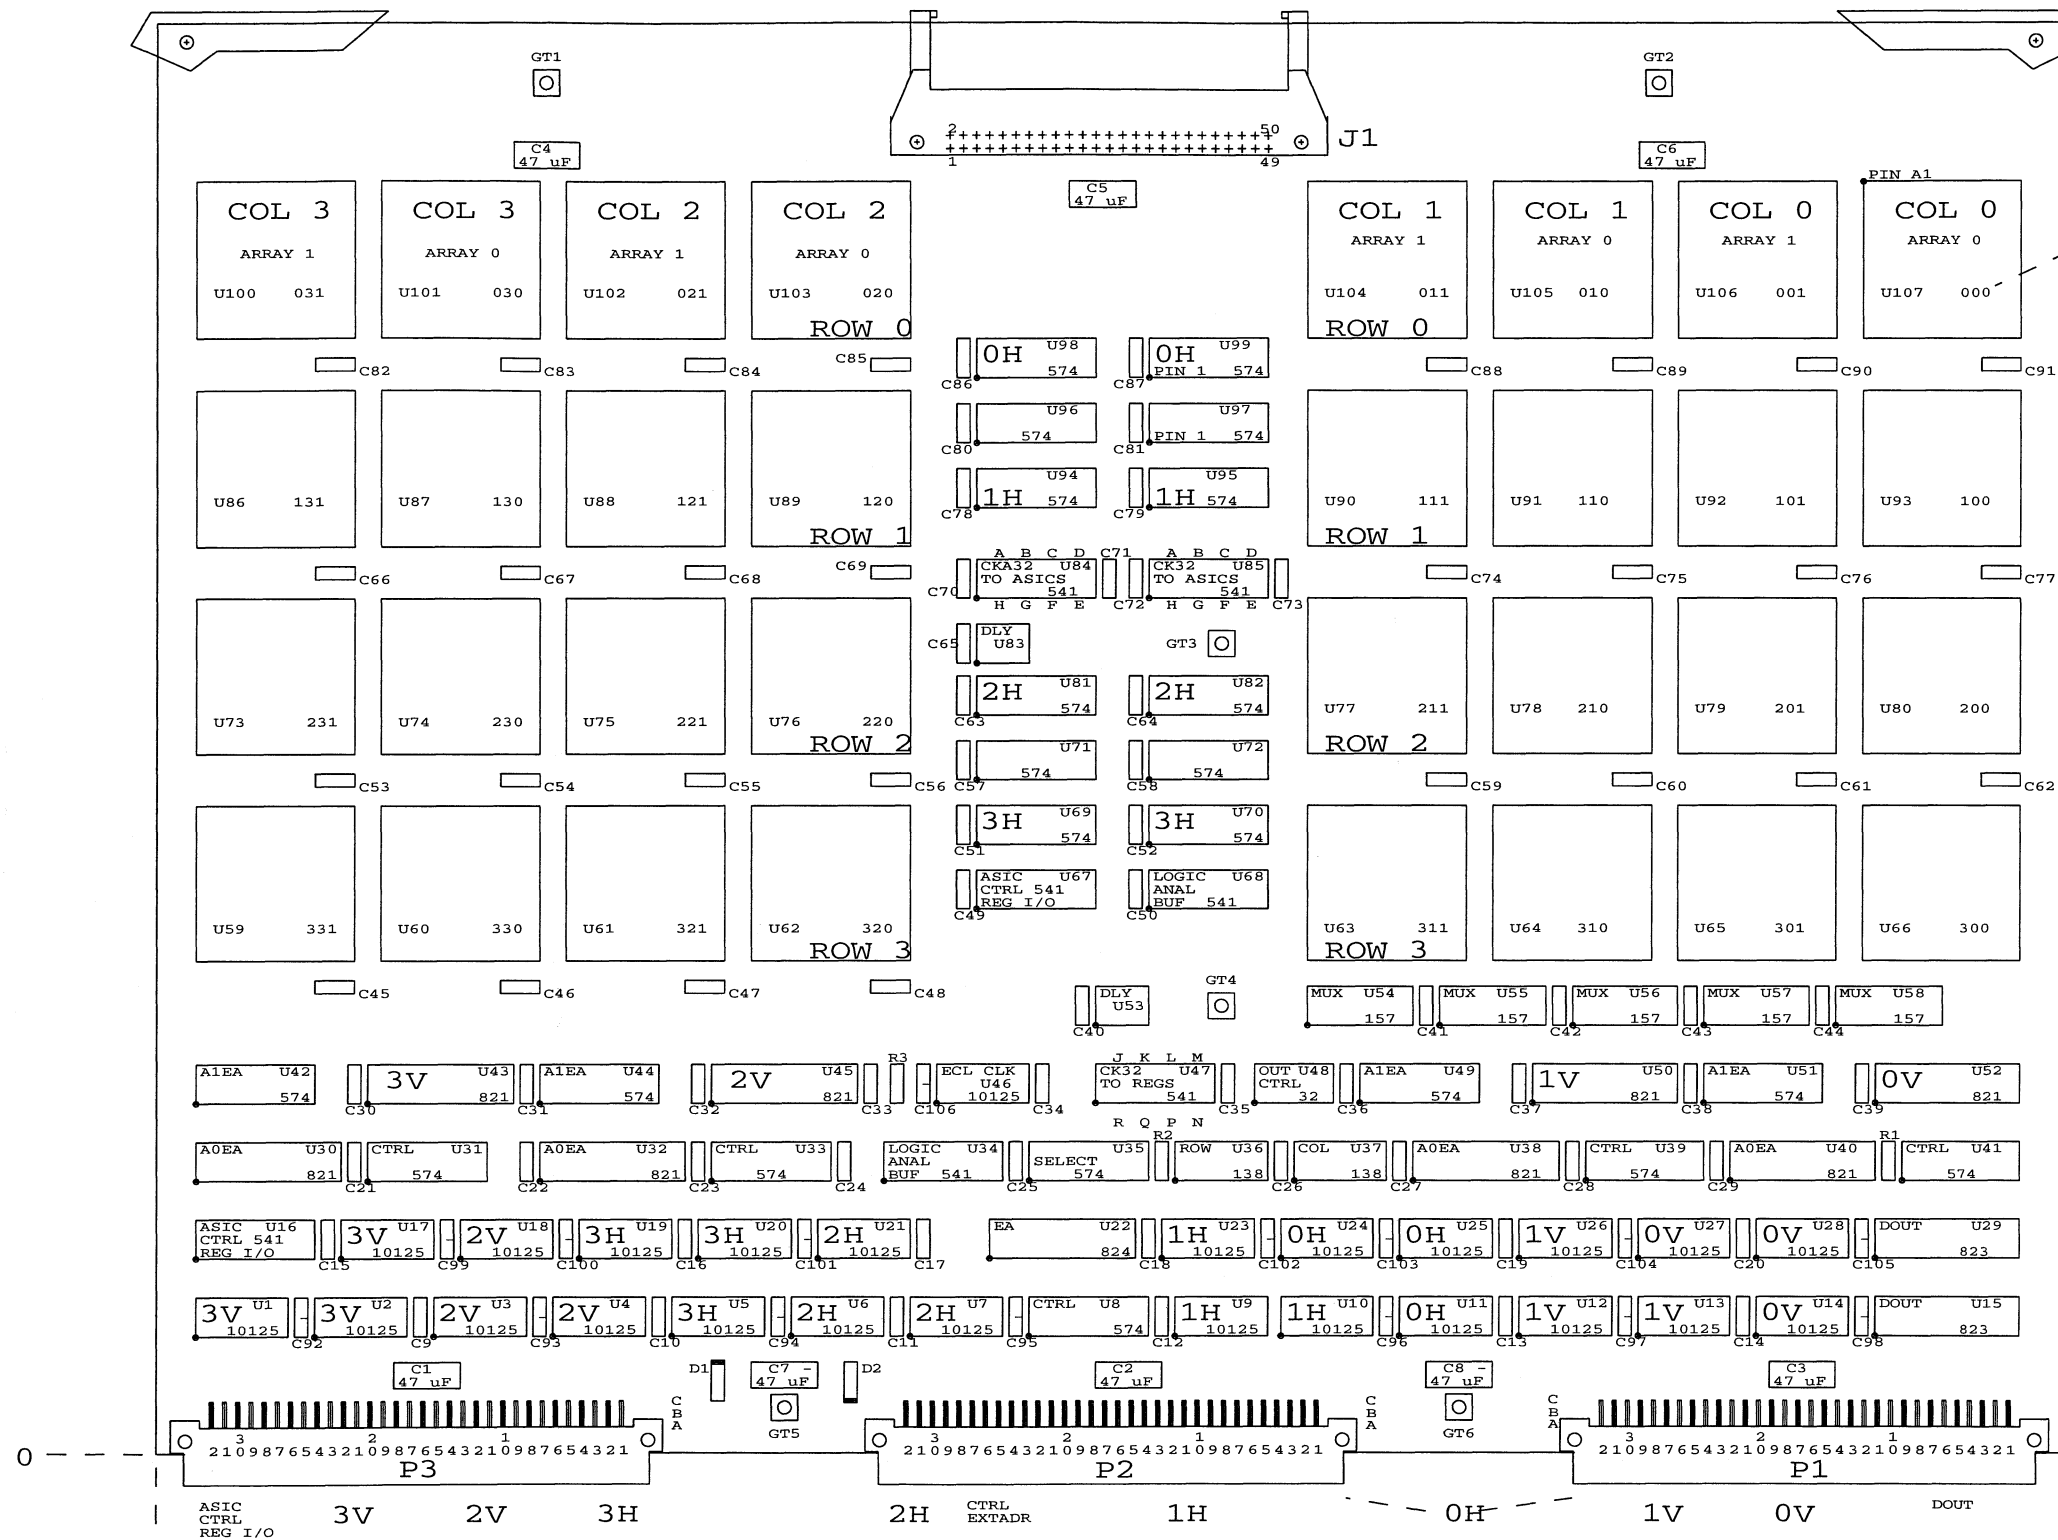 GT1
GT2
2 50
J1
1 49
C4
47 uF
C6
47 uF
C5
47 uF
PIN A1
COL 3 COL 3 COL 2 COL 2 COL 1 COL 1 COL 0 COL 0
ARRAY 1 ARRAY 0 ARRAY 1 ARRAY 0 ARRAY 1 ARRAY 0 ARRAY 1 ARRAY 0
U100 031 U101 030 U102 021 U103 020 U104 011 U105 010 U106 001 U107 000
ROW 0 ROW 0
0H U98 574 0H U99 PIN 1 574
C82 C83 C84 C85 C86 C87 C88 C89 C90 C91
U96 574 U97 PIN 1 574
C80 C81
U94 1H 574 U95 1H 574
C78 C79
U86 131 U87 130 U88 121 U89 120 U90 111 U91 110 U92 101 U93 100
ROW 1 ROW 1
A B C D C71 A B C D
CKA32 U84 CK32 U85
TO ASICS TO ASICS
541 541
C66 C67 C68 C69 C70 C74 C75 C76 C77
H G F E C72 H G F E C73
DLY
C65 U83 GT3
2H U81 574 2H U82 574
C63 C64
U73 231 U74 230 U75 221 U76 220 U77 211 U78 210 U79 201 U80 200
ROW 2 ROW 2
U71 574 U72 574
C53 C54 C55 C56 C57 C58 C59 C60 C61 C62
3H U69 574 3H U70 574
C51 C52
ASIC U67 LOGIC U68
CTRL 541 ANAL
REG I/O BUF 541
C49 C50
U59 331 U60 330 U61 321 U62 320 U63 311 U64 310 U65 301 U66 300
ROW 3 ROW 3
C45 C46 C47 C48 GT4
DLY MUX U54 MUX U55 MUX U56 MUX U57 MUX U58
U53 157 157 157 157 157
C40 C41 C42 C43 C44
R3 J K L M
A1EA U42 3V U43 A1EA U44 2V U45 ECL CLK CK32 U47 OUT U48 A1EA U49 1V U50 A1EA U51 0V U52
U46 TO REGS CTRL
574 821 574 821 10125 541 32 574 821 574 821
C30 C31 C32 C33 C106 C34 C35 C36 C37 C38 C39
R Q P N
R2 R1
A0EA U30 CTRL U31 A0EA U32 CTRL U33 LOGIC U34 U35 ROW U36 COL U37 A0EA U38 CTRL U39 A0EA U40 CTRL U41
ANAL SELECT
821 574 821 574 BUF 541 574 138 138 821 574 821 574
C21 C22 C23 C24 C25 C26 C27 C28 C29
ASIC U16 3V U17 2V U18 3H U19 3H U20 2H U21 EA U22 1H U23 0H U24 0H U25 1V U26 0V U27 0V U28 DOUT U29
CTRL 541
REG I/O 10125 10125 10125 10125 10125 824 10125 10125 10125 10125 10125 10125 823
C15 C99 C100 C16 C101 C17 C18 C102 C103 C19 C104 C20 C105
3V U1 3V U2 2V U3 2V U4 3H U5 2H U6 2H U7 CTRL U8 1H U9 1H U10 0H U11 1V U12 1V U13 0V U14 DOUT U15
10125 10125 10125 10125 10125 10125 10125 574 10125 10125 10125 10125 10125 10125 823
C92 C9 C93 C10 C94 C11 C95 C12 C96 C13 C97 C14 C98
C1 D1 C7 - D2 C2 C8 - C3
47 uF 47 uF 47 uF 47 uF 47 uF
C C C
B B B
A A A
GT5 GT6
3 2 1 3 2 1 3 2 1
21098765432109876543210987654321 21098765432109876543210987654321 21098765432109876543210987654321
0
P3 P2 P1
ASIC
CTRL
REG I/O
3V 2V 3H 2H
CTRL
EXTADR
1H 0H 1V 0V DOUT